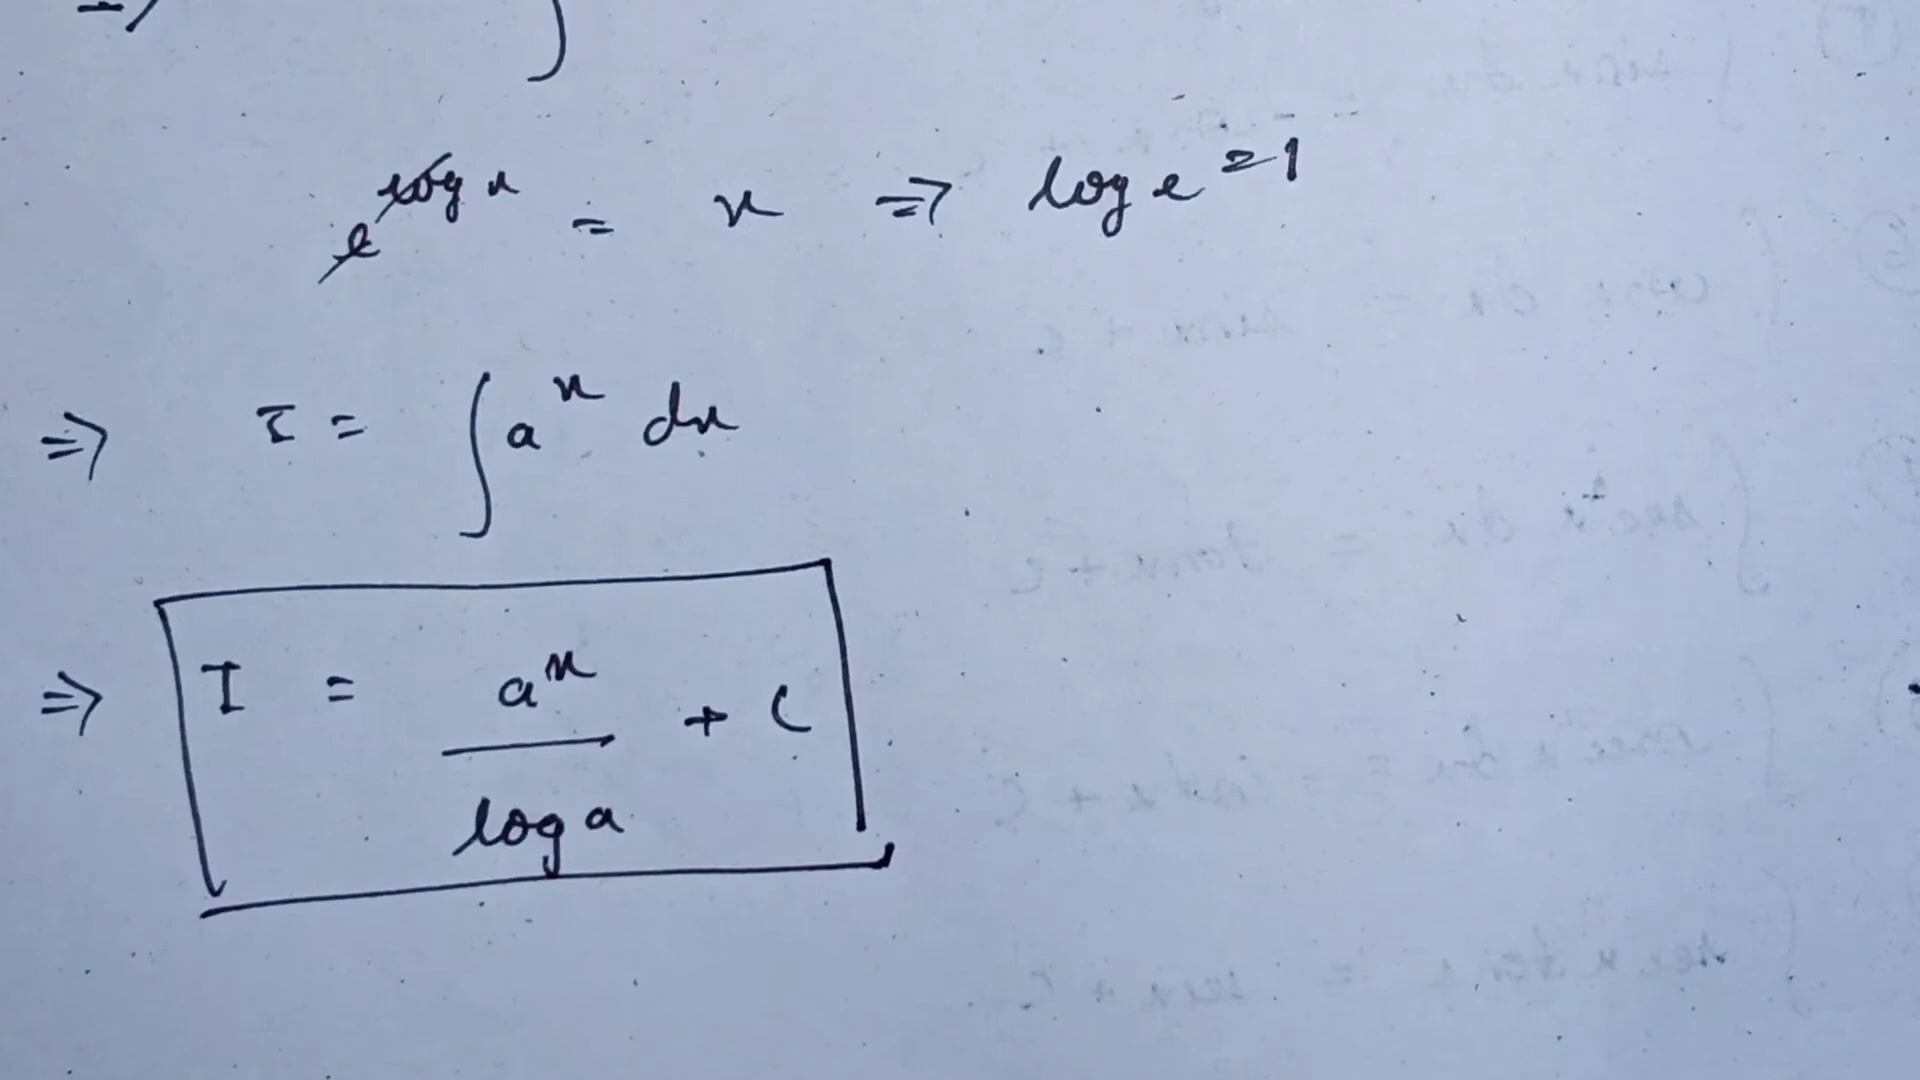 ⇒ ∫
e^{log x} = x ⇒ log e = 1
⇒ I = ∫ a^x dx
⇒ I = a^x / log a + C